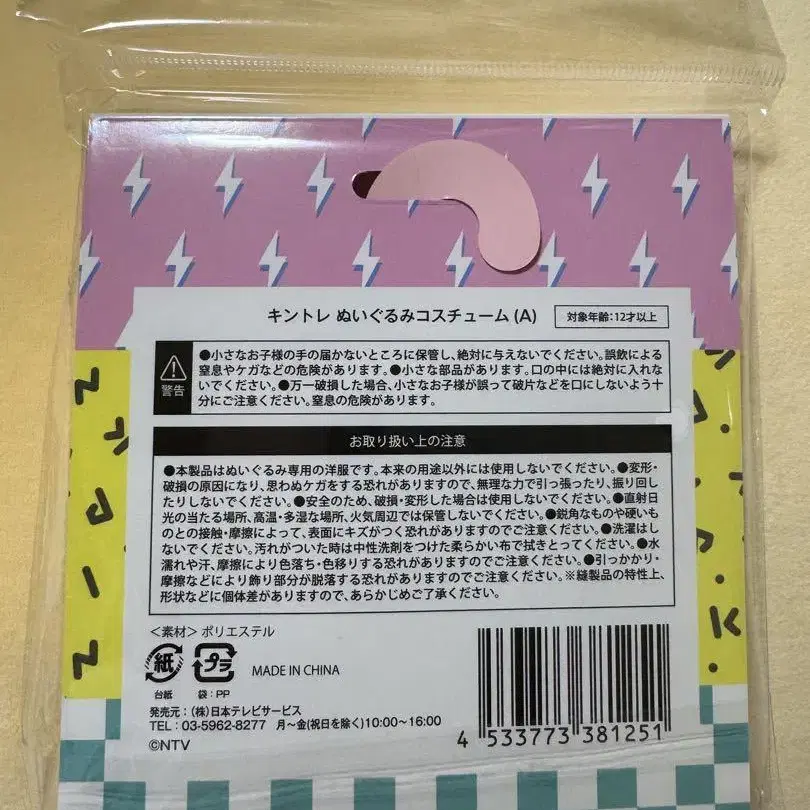 キントレ ぬいぐるみコスチューム (A)
対象年齢:12才以上
警告
●小さなお子様の手の届かないところに保管し、絶対に与えないでください。誤飲による
窒息やケガなどの危険があります。●小さな部品があります。口の中には絶対に入れな
いでください。●万一破損した場合、小さなお子様が誤って破片などを口にしないよう十
分にご注意ください。窒息の危険があります。
お取り扱い上の注意
●本製品はぬいぐるみ専用の洋服です。本来の用途以外には使用しないでください。●変形・
破損の原因になり、思わぬケガをする恐れがありますので、無理な力で引っ張ったり、振り回し
たりしないでください。●安全のため、破損・変形した場合は使用しないでください。●直射日
光の当たる場所、高温・多湿な場所、火気周辺では保管しないでください。●鋭角なものや硬いも
のとの接触・摩擦によって、表面にキズがつく恐れがありますのでご注意ください。●洗濯はし
ないでください。汚れがついた時は中性洗剤をつけた柔らかい布で拭きとってください。●水
濡れや汗、摩擦により色落ち・色移りする恐れがありますのでご注意ください。●引っかかり・
摩擦などにより飾り部分が脱落する恐れがありますのでご注意ください。※縫製品の特性上、
形状などに個体差がありますので、あらかじめご了承ください。
＜素材＞ ポリエステル
紙 プラ MADE IN CHINA
台紙 袋：PP
発売元：(株)日本テレビサービス
TEL：03-5962-8277 月～金(祝日を除く)10:00～16:00
©NTV
4 533773 381251